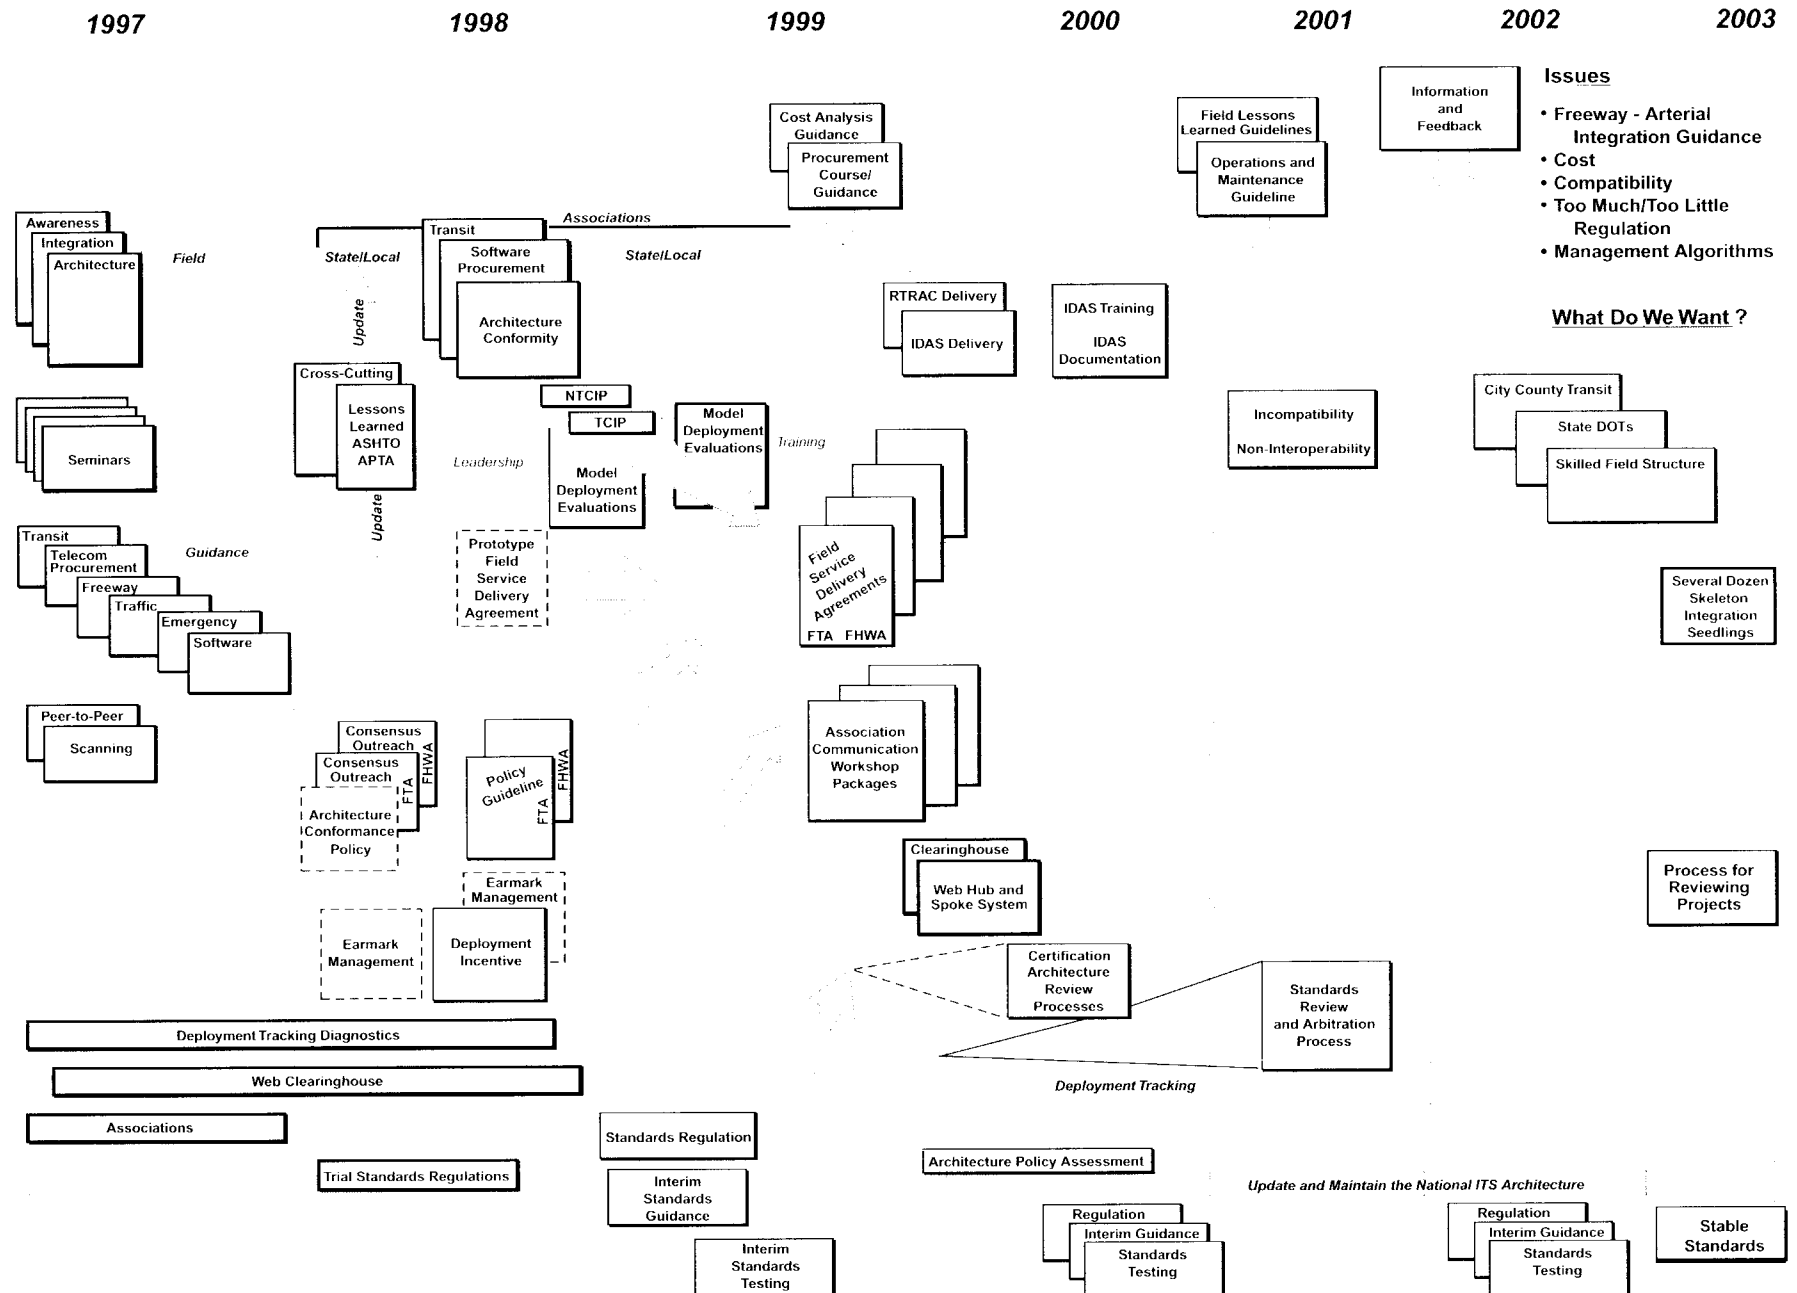 1997
1998
1999
2000
2001
2002
2003
Information
and
Feedback
Issues
• Freeway - Arterial
Integration Guidance
• Cost
• Compatibility
• Too Much/Too Little
Regulation
• Management Algorithms
What Do We Want ?
Cost Analysis
Guidance
Procurement
Course/
Guidance
Field Lessons
Learned Guidelines
Operations and
Maintenance
Guideline
Awareness
Integration
Architecture
Field
State/Local
Associations
State/Local
Transit
Software
Procurement
Architecture
Conformity
Update
RTRAC Delivery
IDAS Delivery
IDAS Training
IDAS
Documentation
Cross-Cutting
Lessons
Learned
ASHTO
APTA
Update
NTCIP
TCIP
Leadership
Model
Deployment
Evaluations
Model
Deployment
Evaluations
Training
Incompatibility
Non-Interoperability
City County Transit
State DOTs
Skilled Field Structure
Seminars
Transit
Telecom
Procurement
Freeway
Traffic
Emergency
Software
Guidance
Prototype
Field
Service
Delivery
Agreement
Field
Service
Delivery
Agreements
FTA FHWA
Several Dozen
Skeleton
Integration
Seedlings
Peer-to-Peer
Scanning
Consensus
Outreach
FHWA
Consensus
Outreach
FTA
Architecture
Conformance
Policy
Policy
Guideline
FTA
FHWA
Association
Communication
Workshop
Packages
Clearinghouse
Web Hub and
Spoke System
Process for
Reviewing
Projects
Earmark
Management
Earmark
Management
Deployment
Incentive
Certification
Architecture
Review
Processes
Standards
Review
and Arbitration
Process
Deployment Tracking Diagnostics
Web Clearinghouse
Deployment Tracking
Associations
Standards Regulation
Trial Standards Regulations
Interim
Standards
Guidance
Architecture Policy Assessment
Update and Maintain the National ITS Architecture
Interim
Standards
Testing
Regulation
Interim Guidance
Standards
Testing
Regulation
Interim Guidance
Standards
Testing
Stable
Standards